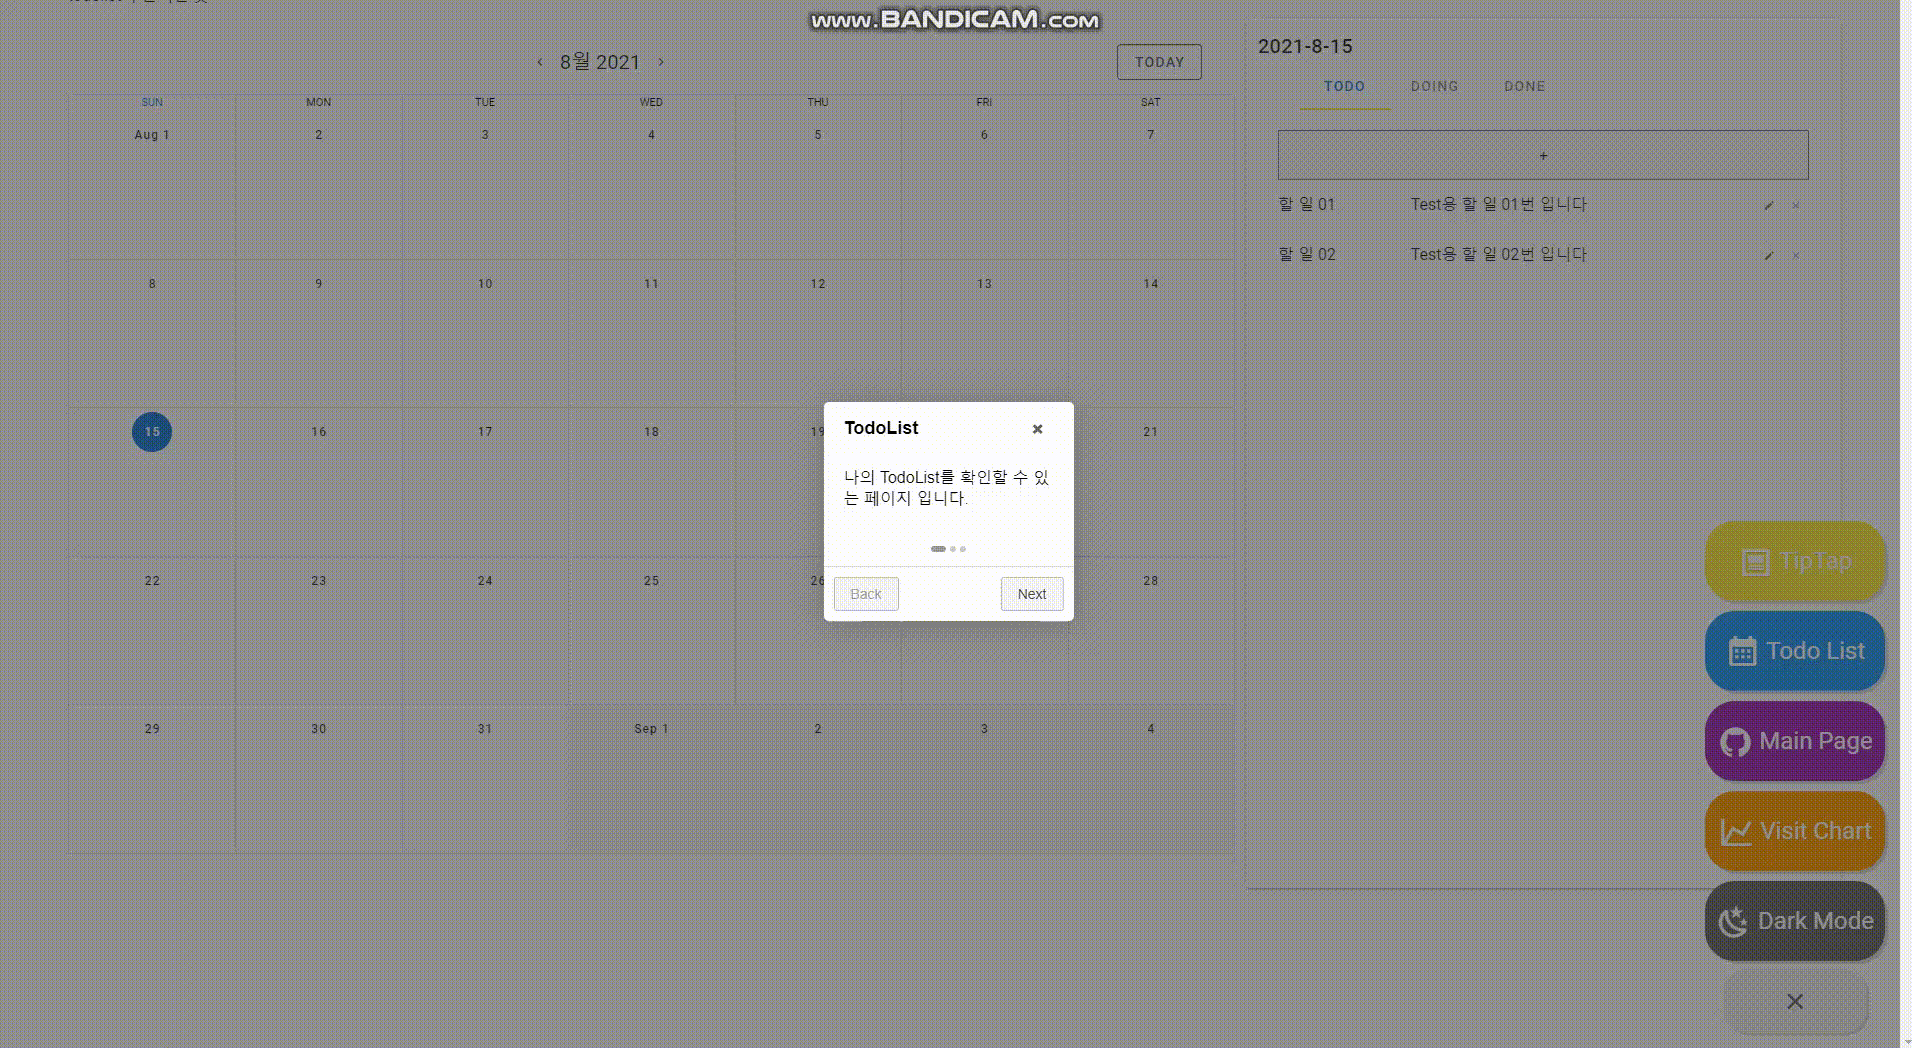 www.BANDICAM.com
8월 2021
TODAY
SUN MON TUE WED THU FRI SAT
Aug 1 2 3 4 5 6 7
8 9 10 11 12 13 14
15 16 17 18 19 21
22 23 24 25 26 28
29 30 31 Sep 1 2 3 4
2021-8-15
TODO DOING DONE
+
할 일 01 Test용 할 일 01번 입니다
할 일 02 Test용 할 일 02번 입니다
TodoList
나의 TodoList를 확인할 수 있
는 페이지 입니다.
Back Next
TipTap
Todo List
Main Page
Visit Chart
Dark Mode